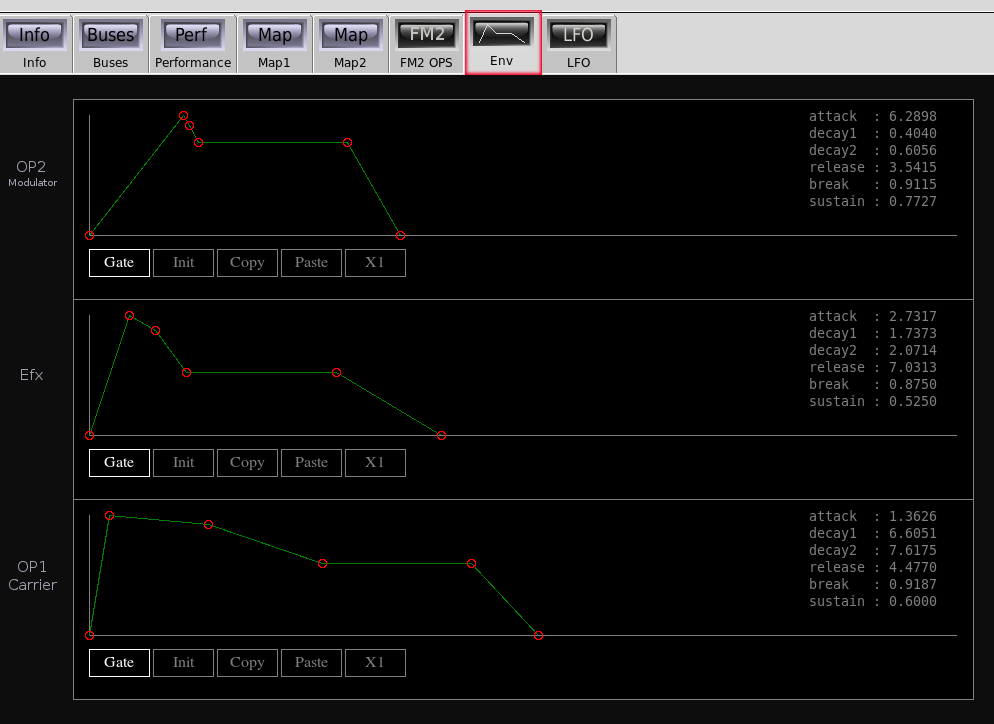 Info Buses Perf Map Map FM2 LFO
Info Buses Performance Map1 Map2 FM2 OPS Env LFO
OP2
Modulator
attack : 6.2898
decay1 : 0.4040
decay2 : 0.6056
release : 3.5415
break : 0.9115
sustain : 0.7727
Gate Init Copy Paste X1
Efx
attack : 2.7317
decay1 : 1.7373
decay2 : 2.0714
release : 7.0313
break : 0.8750
sustain : 0.5250
Gate Init Copy Paste X1
OP1
Carrier
attack : 1.3626
decay1 : 6.6051
decay2 : 7.6175
release : 4.4770
break : 0.9187
sustain : 0.6000
Gate Init Copy Paste X1